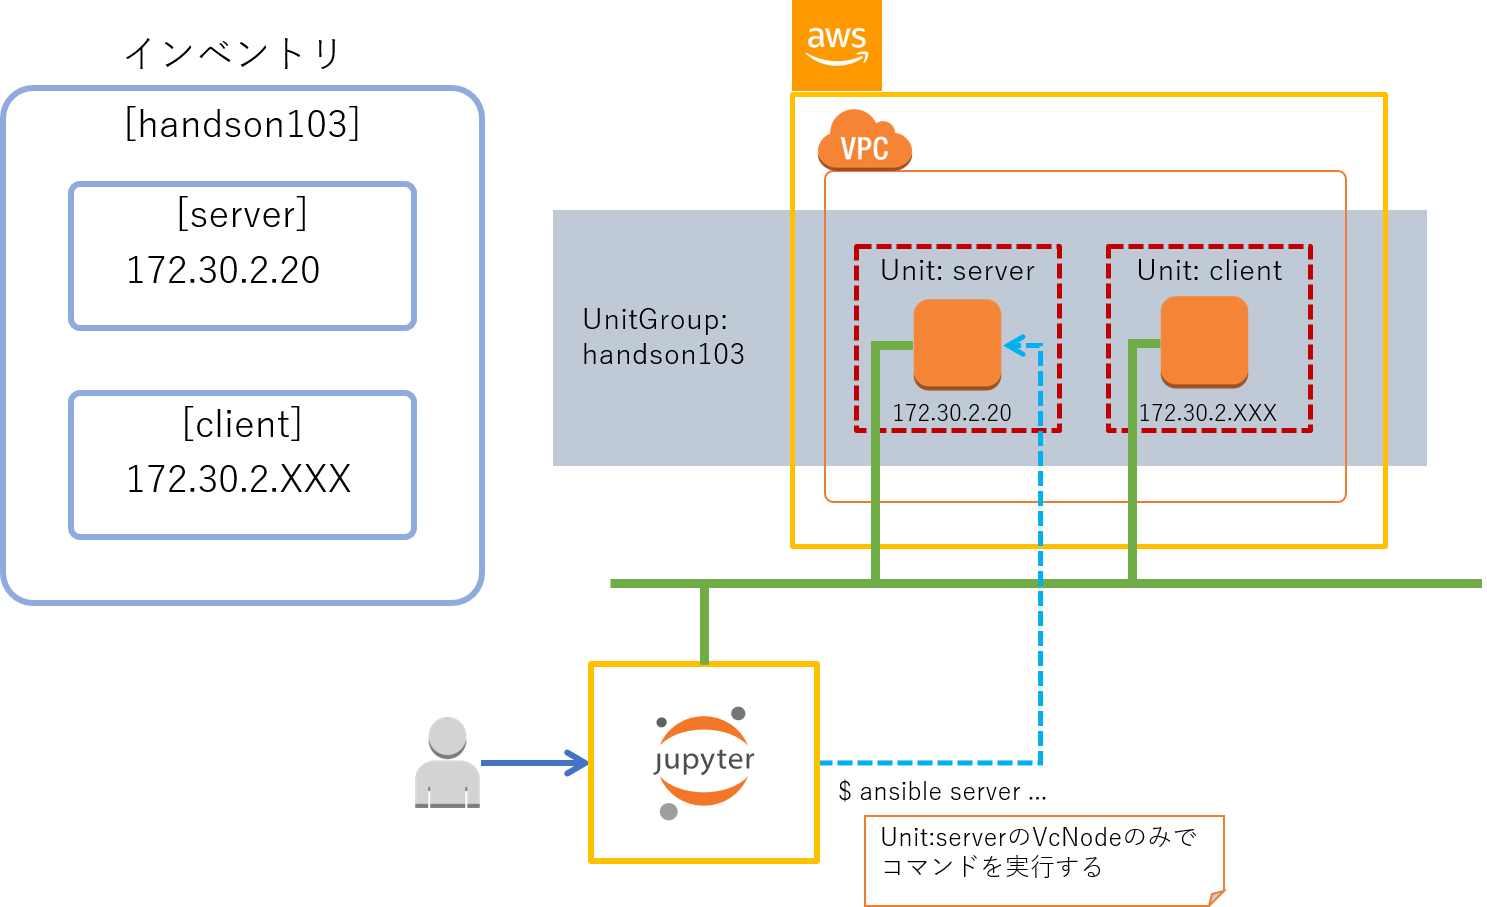 インベントリ
[handson103]
[server]
172.30.2.20
[client]
172.30.2.XXX
aws
VPC
UnitGroup:
handson103
Unit: server
172.30.2.20
Unit: client
172.30.2.XXX
jupyter
$ ansible server ...
Unit:serverのVcNodeのみで
コマンドを実行する